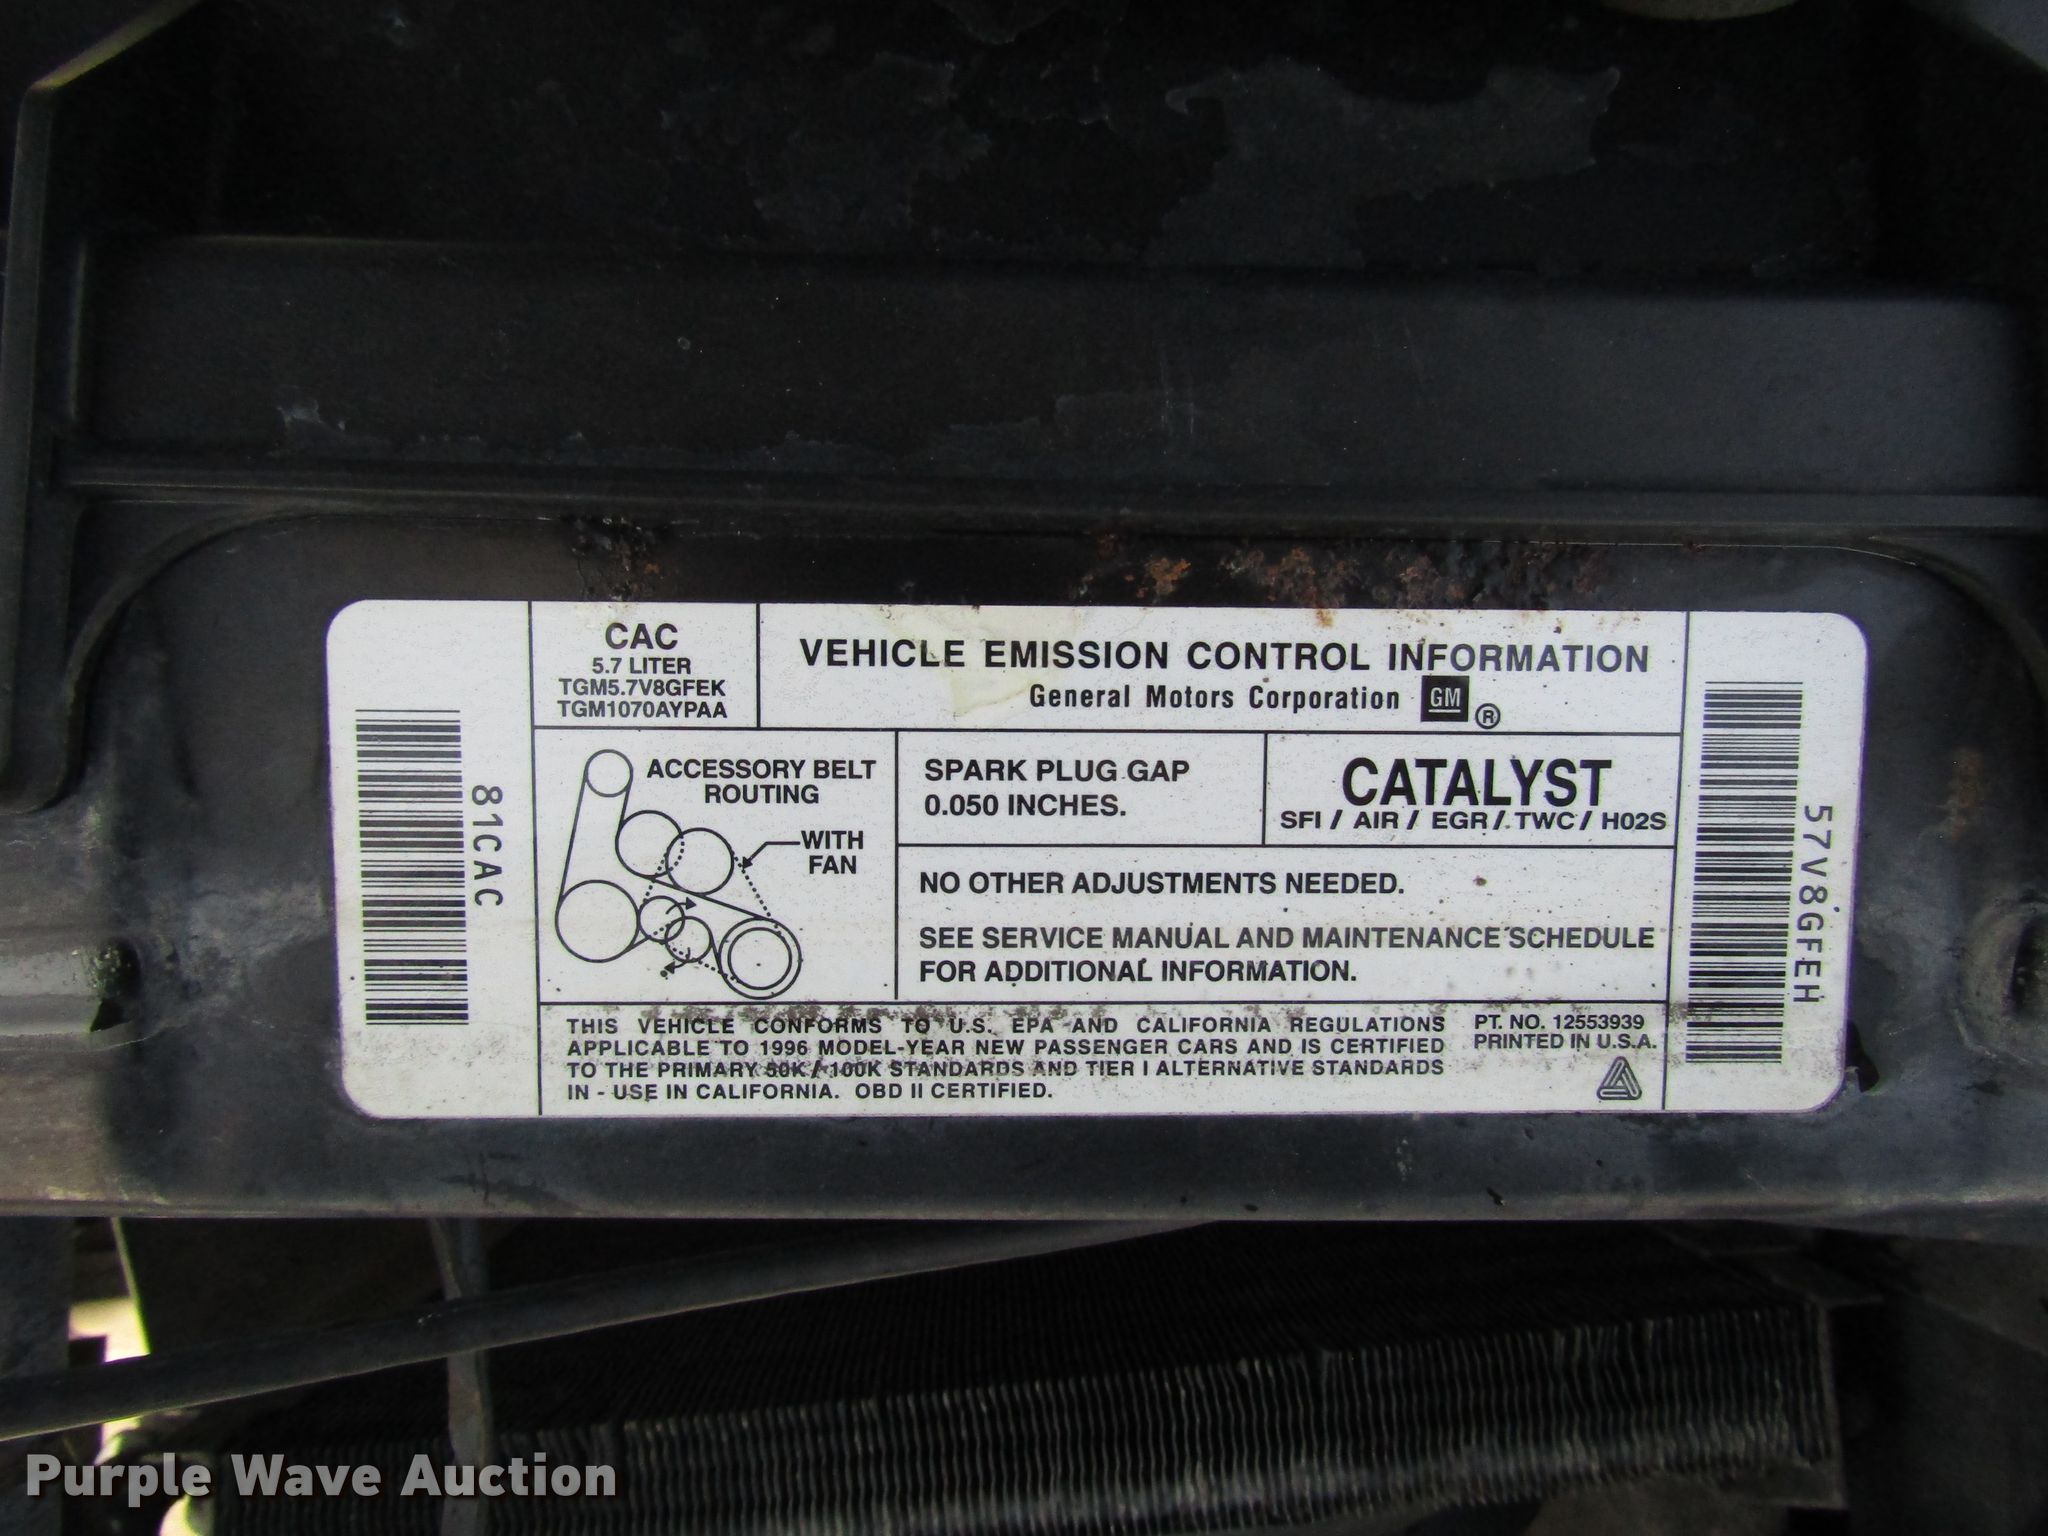 CAC
5.7 LITER
TGM5.7V8GFEK
TGM1070AYPAA
VEHICLE EMISSION CONTROL INFORMATION
General Motors Corporation GM ®
81CAC
ACCESSORY BELT
ROUTING
WITH
FAN
SPARK PLUG GAP
0.050 INCHES.
CATALYST
SFI / AIR / EGR / TWC / H02S
NO OTHER ADJUSTMENTS NEEDED.
SEE SERVICE MANUAL AND MAINTENANCE SCHEDULE
FOR ADDITIONAL INFORMATION.
57V8GFEH
THIS VEHICLE CONFORMS TO U.S. EPA AND CALIFORNIA REGULATIONS
APPLICABLE TO 1996 MODEL-YEAR NEW PASSENGER CARS AND IS CERTIFIED
TO THE PRIMARY 50K / 100K STANDARDS AND TIER I ALTERNATIVE STANDARDS
IN - USE IN CALIFORNIA. OBD II CERTIFIED.
PT. NO. 12553939
PRINTED IN U.S.A.
Purple Wave Auction